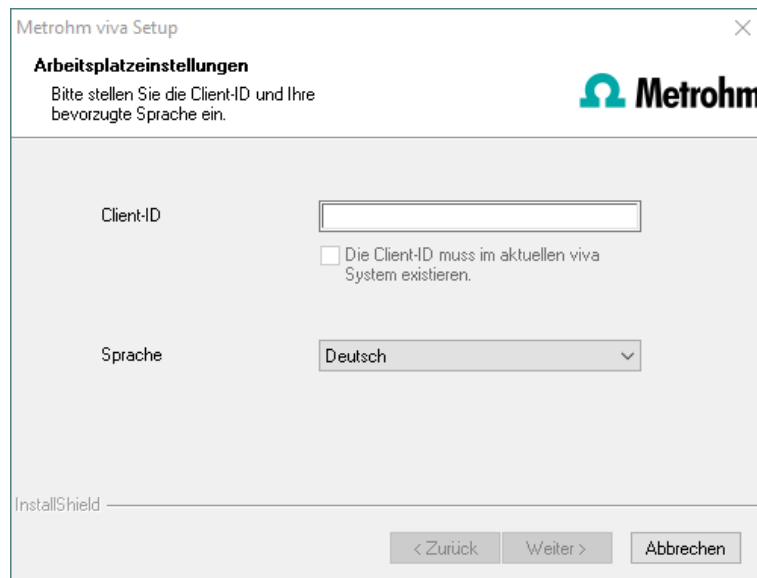 Metrohm viva Setup
Arbeitsplatzeinstellungen
Bitte stellen Sie die Client-ID und Ihre
bevorzugte Sprache ein.
Metrohm
Client-ID
Die Client-ID muss im aktuellen viva
System existieren.
Sprache
Deutsch
InstallShield
< Zurück
Weiter >
Abbrechen